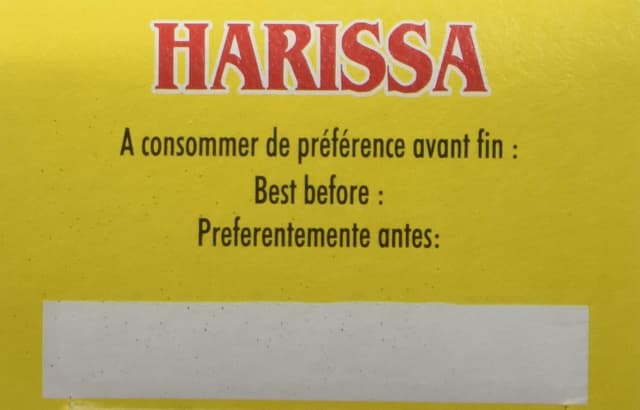 HARISSA
A consommer de préférence avant fin :
Best before :
Preferentemente antes: